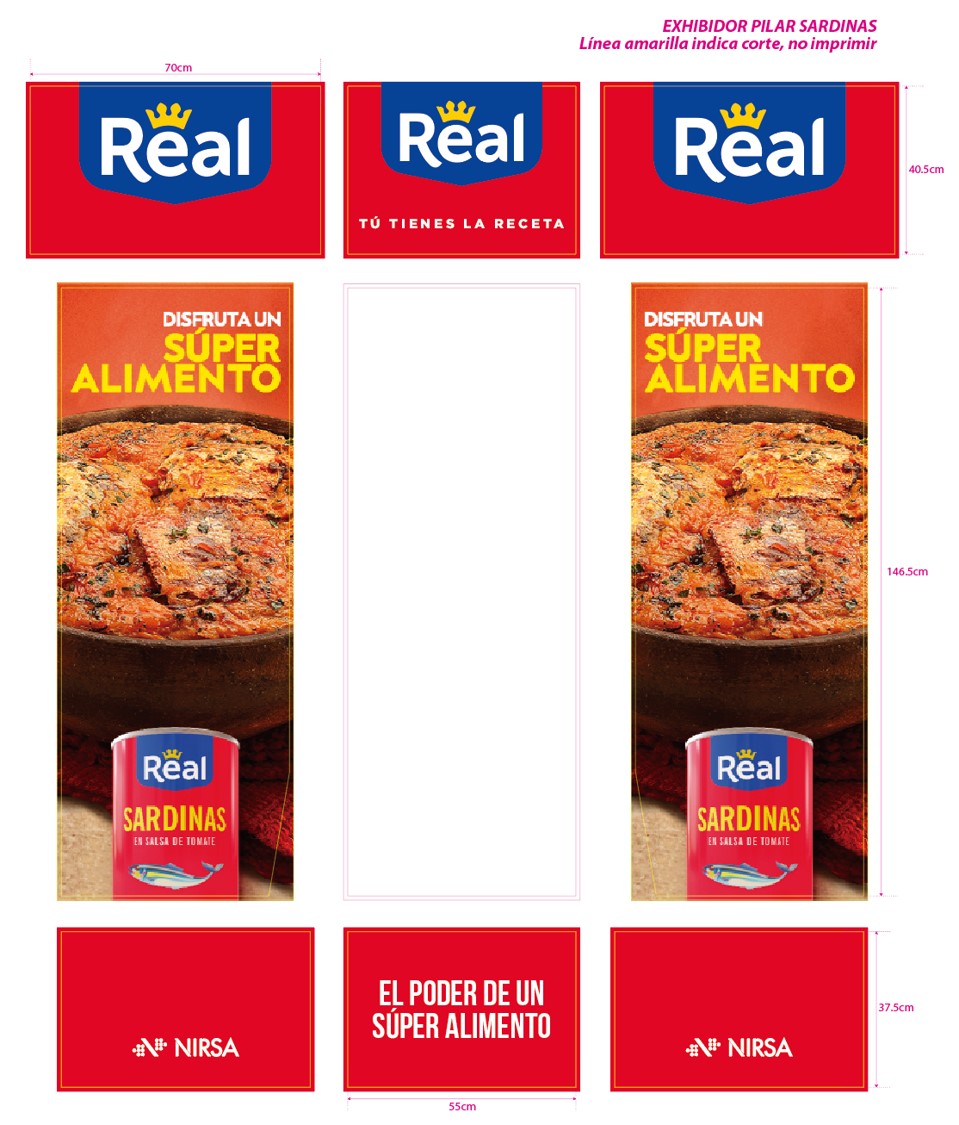 EXHIBIDOR PILAR SARDINAS
Línea amarilla indica corte, no imprimir
70cm
Real
Real
Real
TÚ TIENES LA RECETA
40.5cm
DISFRUTA UN
SÚPER
ALIMENTO
Real
SARDINAS
EN SALSA DE TOMATE
DISFRUTA UN
SÚPER
ALIMENTO
Real
SARDINAS
EN SALSA DE TOMATE
146.5cm
NIRSA
EL PODER DE UN
SÚPER ALIMENTO
NIRSA
37.5cm
55cm